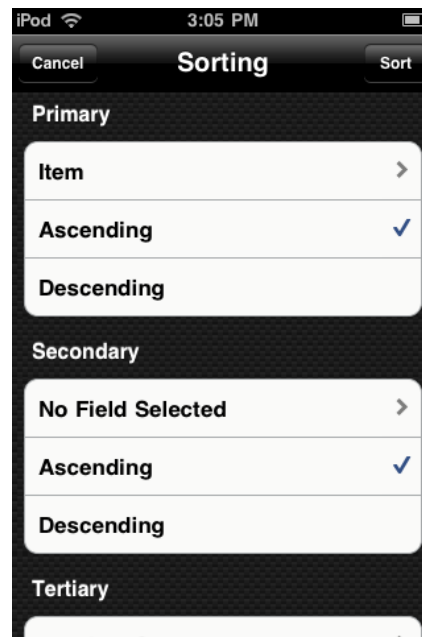 iPod 3:05 PM
Cancel Sorting Sort
Primary
Item
Ascending
Descending
Secondary
No Field Selected
Ascending
Descending
Tertiary